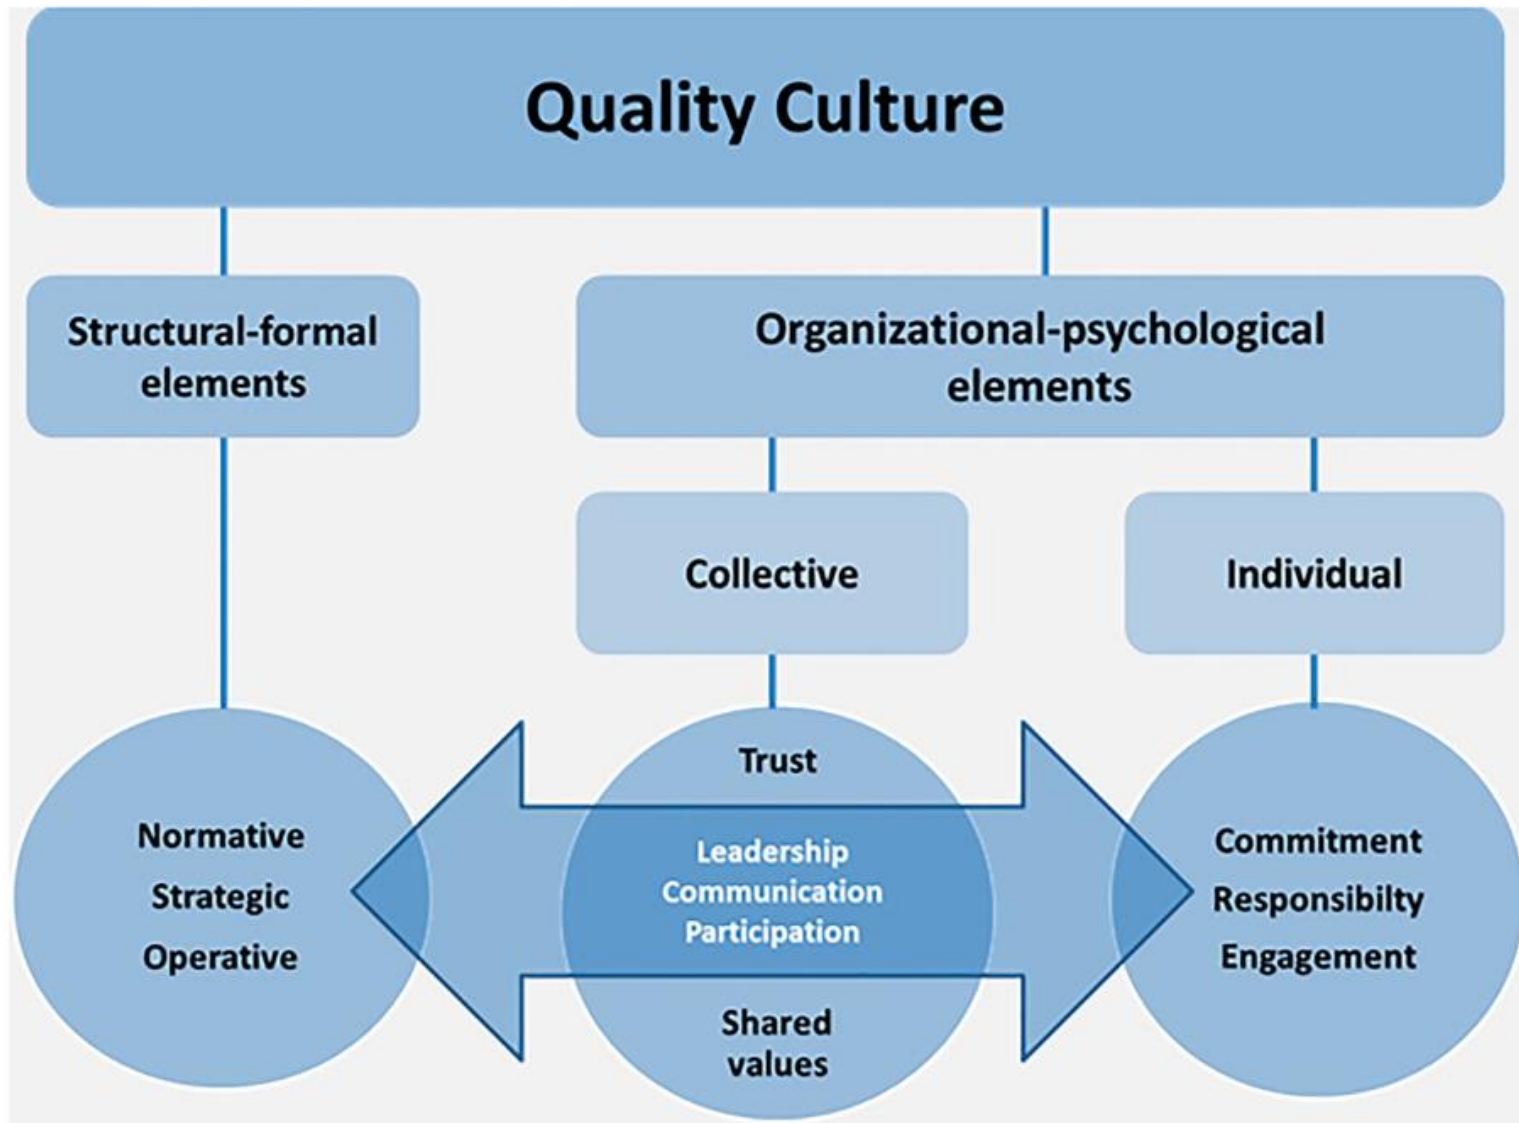 Quality Culture
Structural-formal
elements
Organizational-psychological
elements
Collective
Individual
Normative
Strategic
Operative
Trust
Leadership
Communication
Participation
Shared
values
Commitment
Responsibilty
Engagement